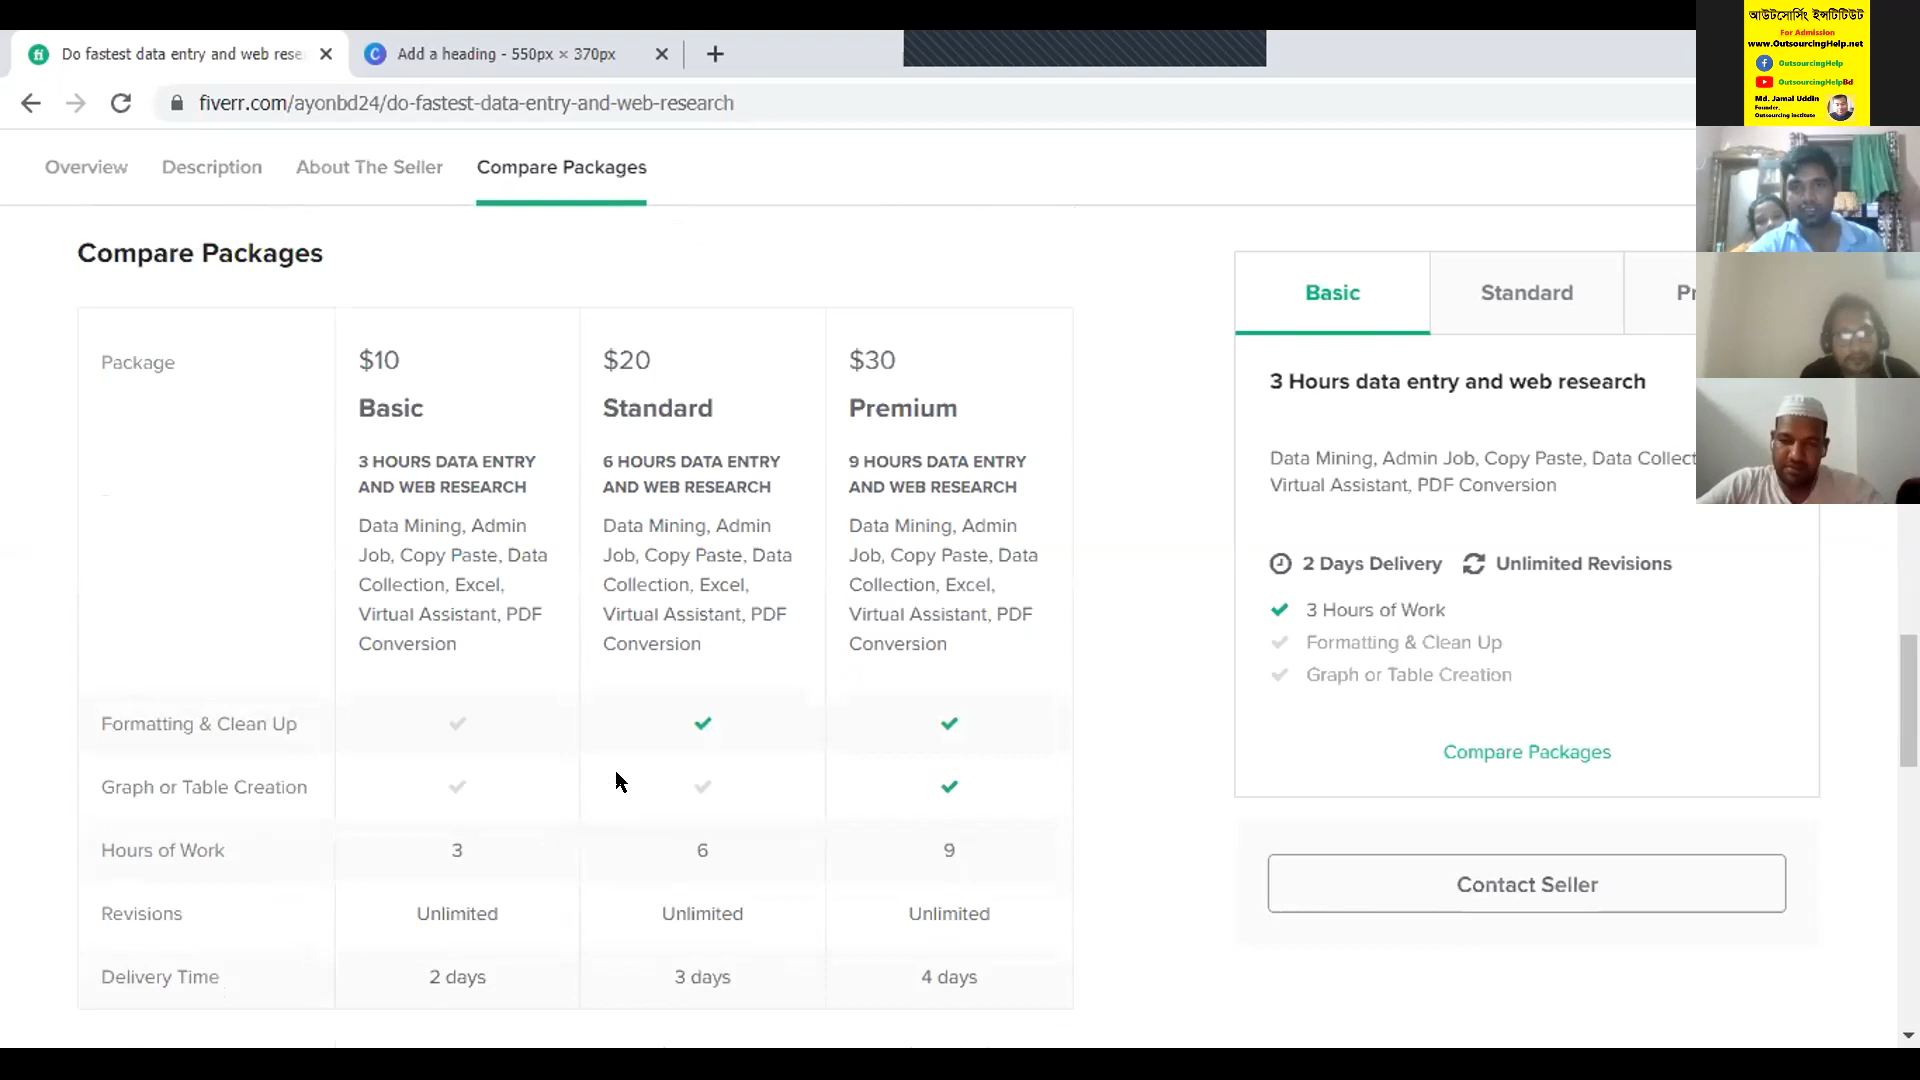 Do fastest data entry and web rese
Add a heading - 550px × 370px
fiverr.com/ayonbd24/do-fastest-data-entry-and-web-research
আউটসোর্সিং ইন্সটিটিউট
For Admission
www.OutsourcingHelp.net
OutsourcingHelp
OutsourcingHelpBd
Md. Jamal Uddin
Founder,
Outsourcing Institute
Overview Description About The Seller Compare Packages
Compare Packages
Package $10 $20 $30
Basic Standard Premium
3 HOURS DATA ENTRY 6 HOURS DATA ENTRY 9 HOURS DATA ENTRY
AND WEB RESEARCH AND WEB RESEARCH AND WEB RESEARCH
Data Mining, Admin Data Mining, Admin Data Mining, Admin
Job, Copy Paste, Data Job, Copy Paste, Data Job, Copy Paste, Data
Collection, Excel, Collection, Excel, Collection, Excel,
Virtual Assistant, PDF Virtual Assistant, PDF Virtual Assistant, PDF
Conversion Conversion Conversion
Formatting & Clean Up
Graph or Table Creation
Hours of Work 3 6 9
Revisions Unlimited Unlimited Unlimited
Delivery Time 2 days 3 days 4 days
Basic Standard Pr
3 Hours data entry and web research
Data Mining, Admin Job, Copy Paste, Data Collect
Virtual Assistant, PDF Conversion
2 Days Delivery Unlimited Revisions
3 Hours of Work
Formatting & Clean Up
Graph or Table Creation
Compare Packages
Contact Seller